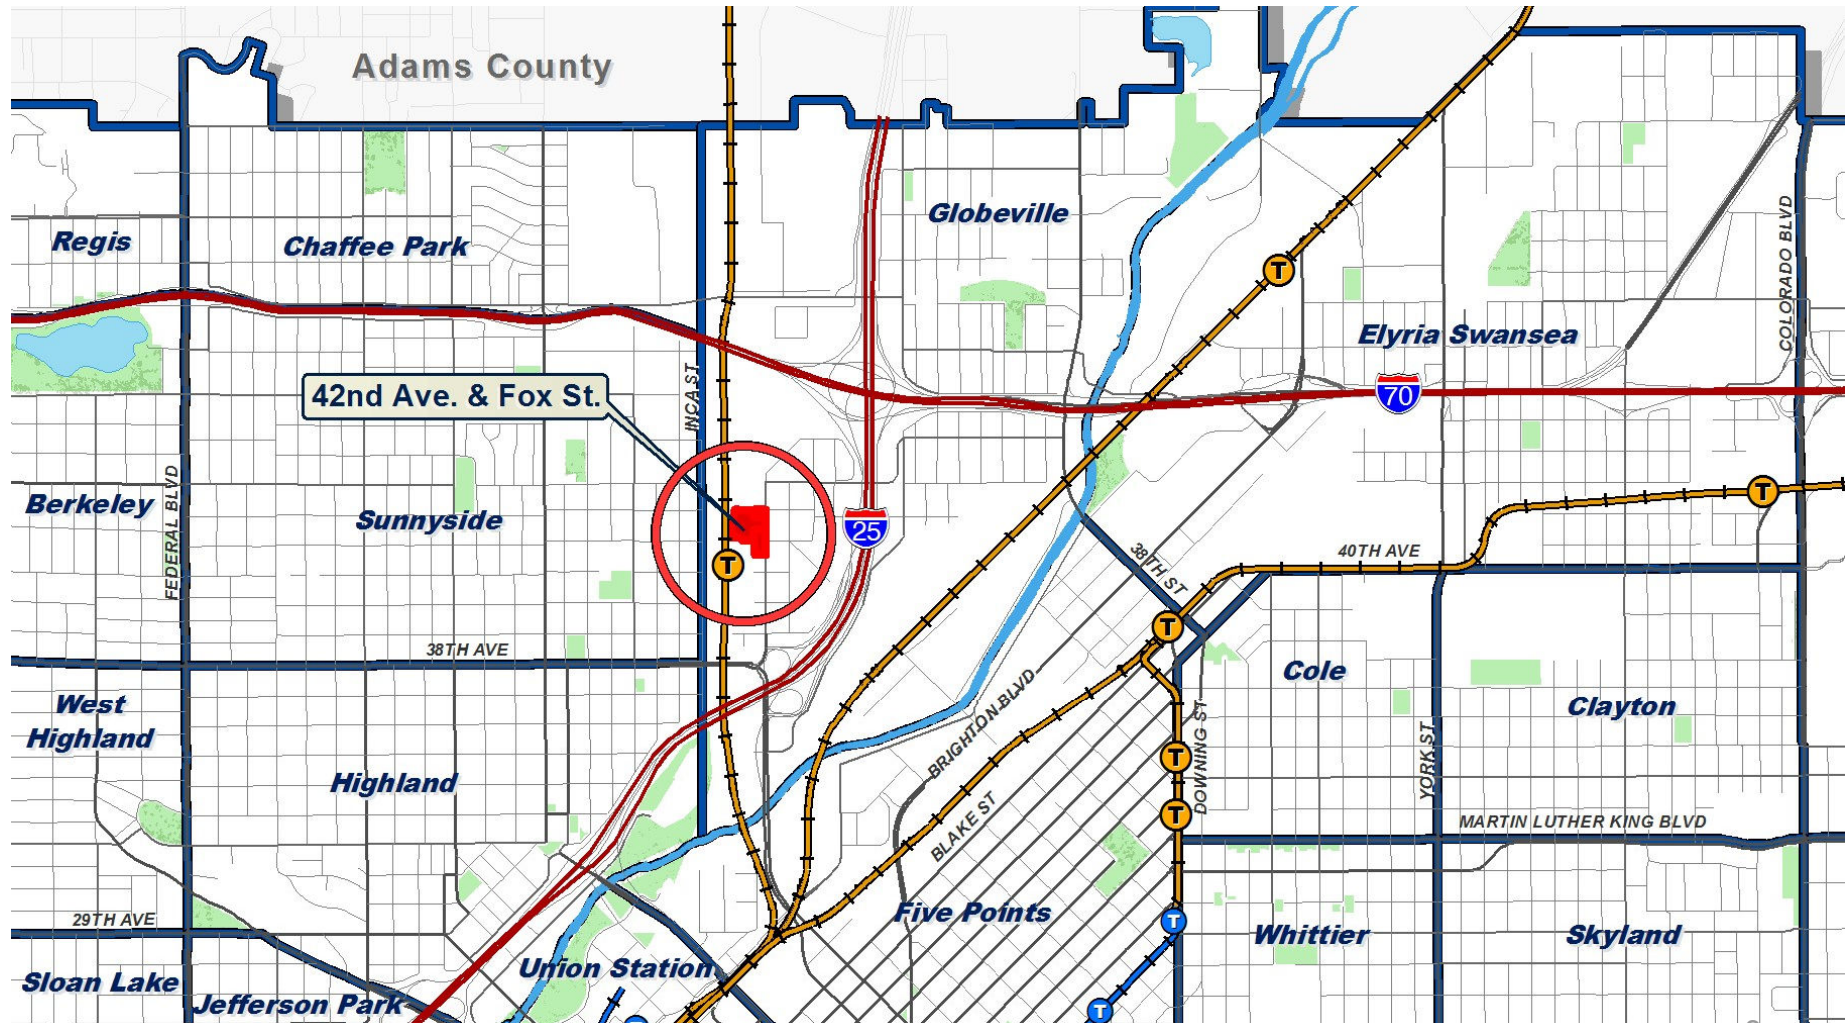 Adams County
Globeville
Regis
Chaffee Park
COLORADO BLVD
T
Elyria Swansea
42nd Ave. & Fox St.
INCA ST
70
Berkeley
FEDERAL BLVD
Sunnyside
25
T
T
38TH ST
40TH AVE
T
38TH AVE
Cole
West
Highland
Clayton
BRIGHTON BLVD
DOWNING ST
YORK ST
T
Highland
T
BLAKE ST
MARTIN LUTHER KING BLVD
29TH AVE
Five Points
T
Whittier
Skyland
Sloan Lake
Union Station
Jefferson Park
T